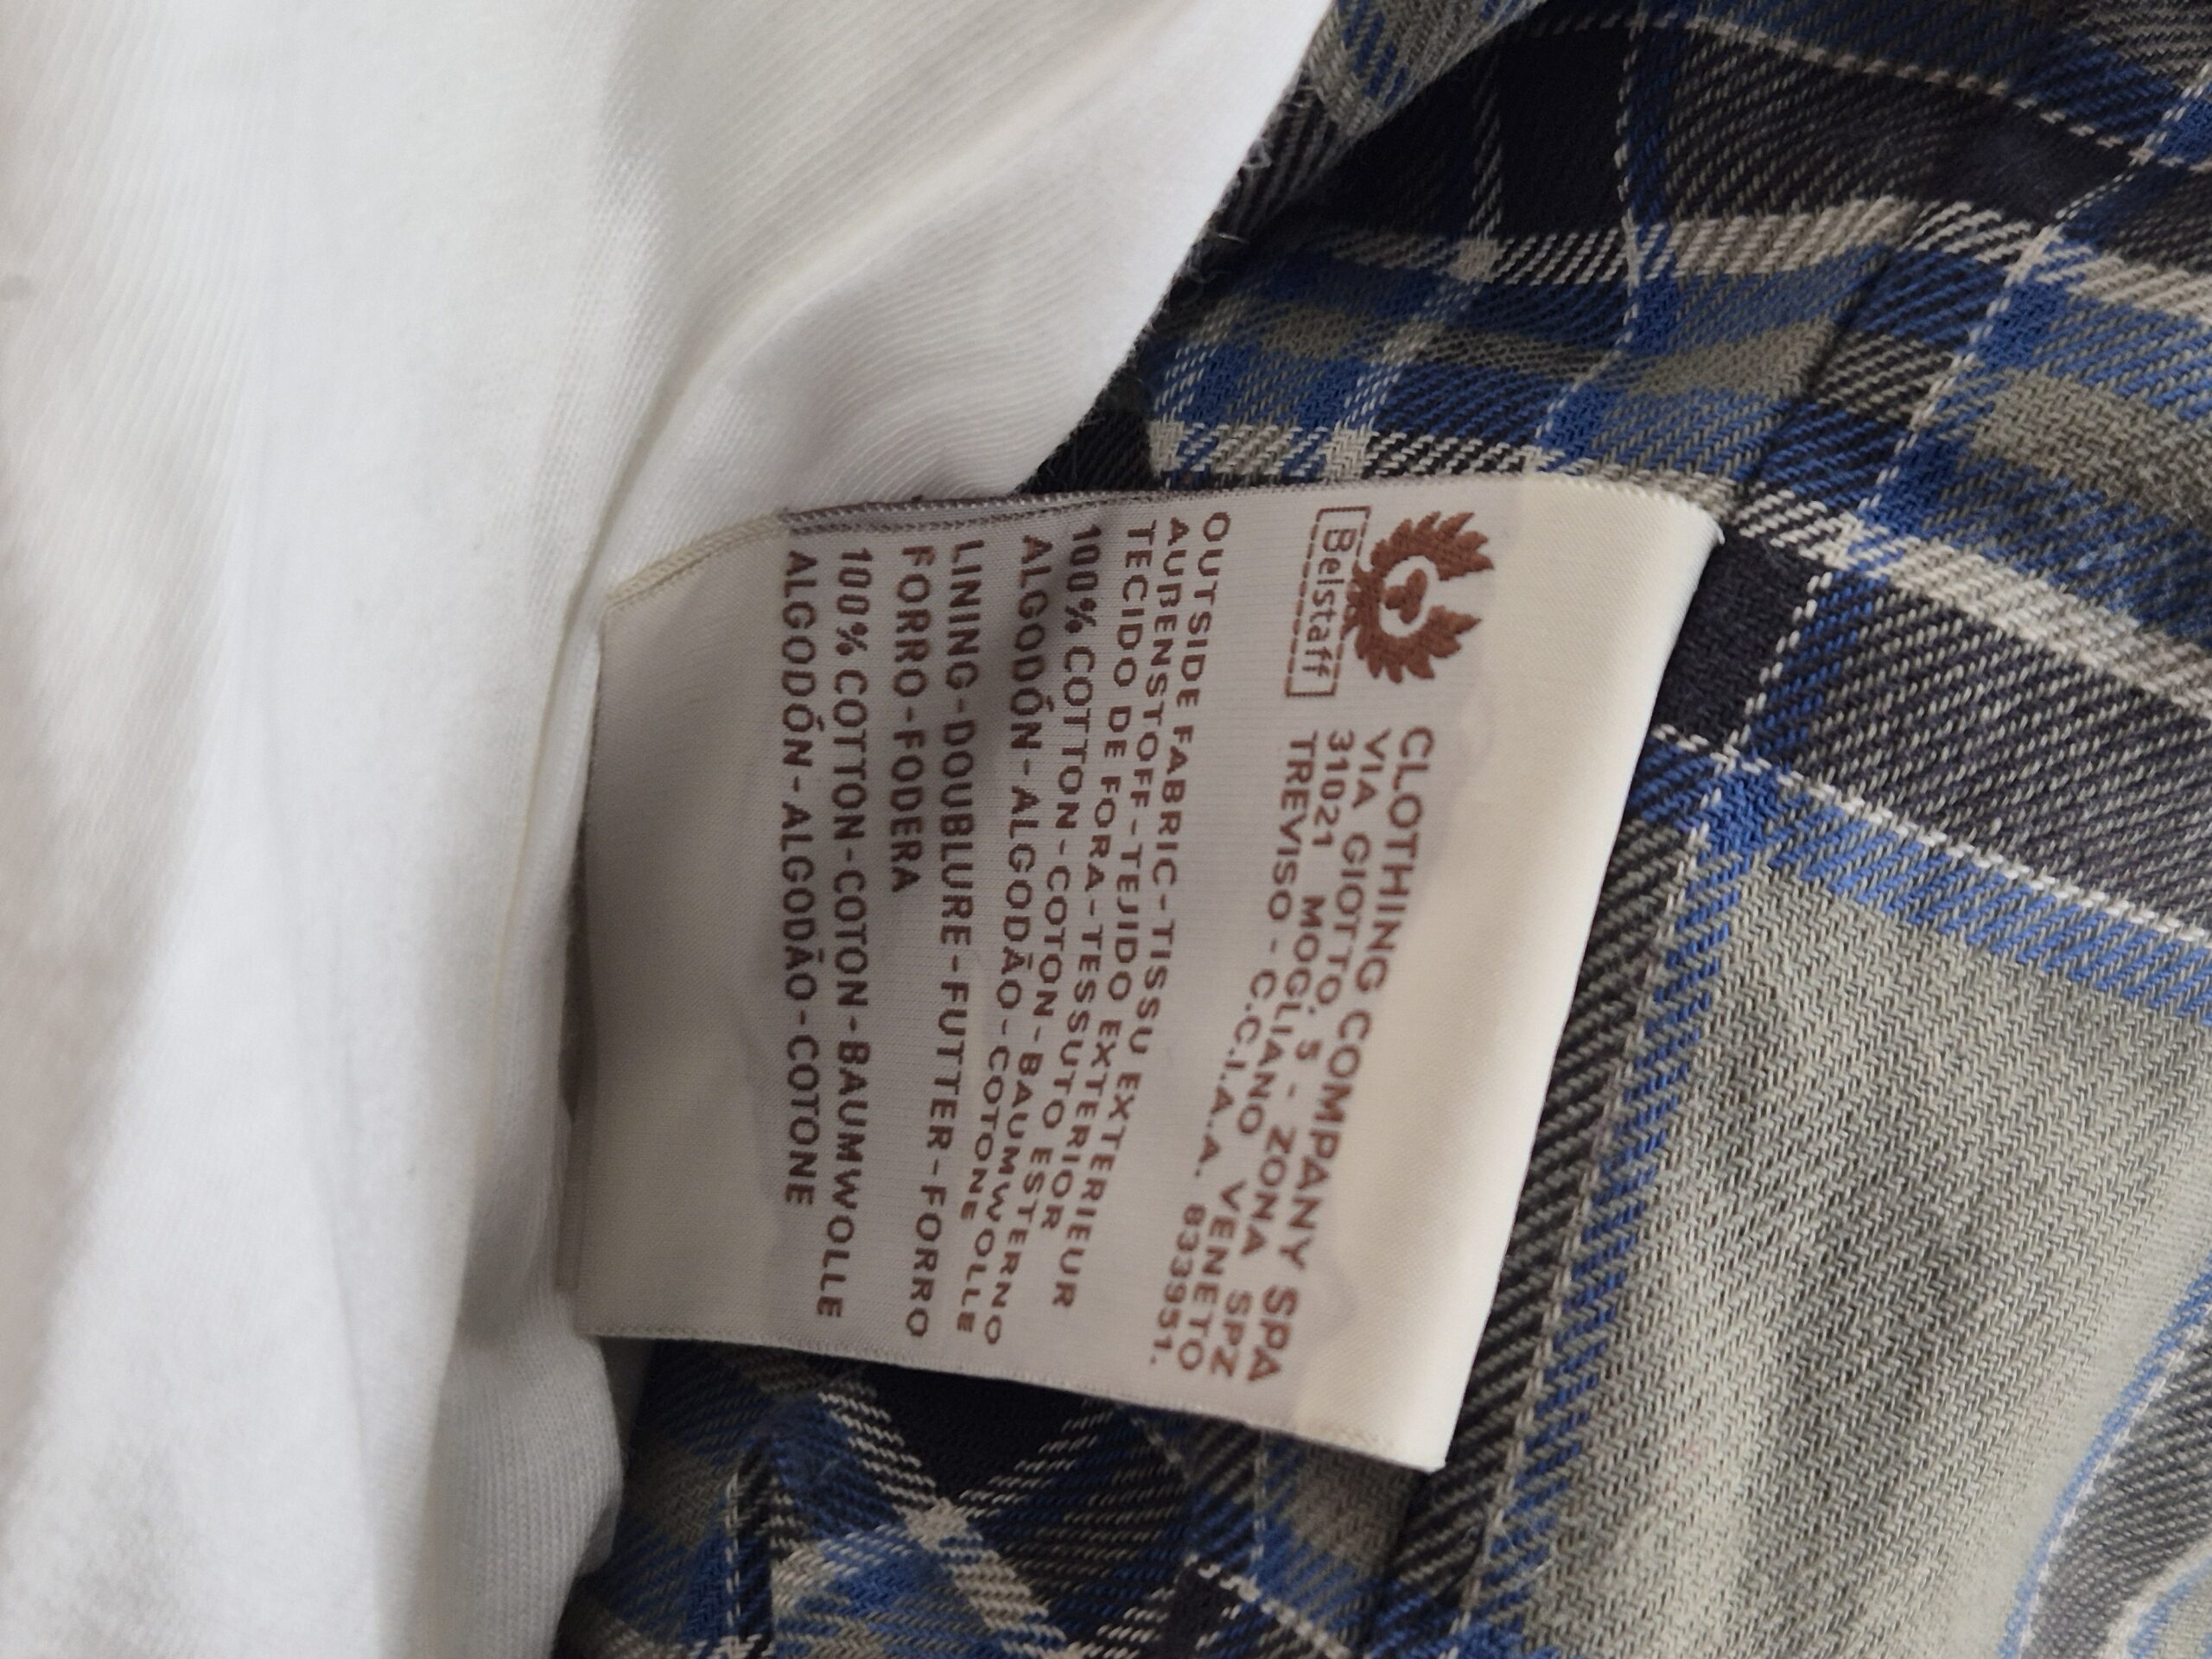 Belstaff
CLOTHING COMPANY SPA
VIA GIOTTO, 5 - ZONA SPZ
31021 MOGLIANO VENETO
TREVISO - C.C.I.A.A. 833951.
OUTSIDE FABRIC-TISSU EXTERIEUR
AUBENSTOFF-TEJIDO EXTERIOR
TECIDO DE FORA-TESSUTO ESTERNO
100% COTTON-COTON-BAUMWOLLE
ALGODÓN-ALGODÃO-COTONE
LINING-DOUBLURE-FUTTER-FORRO
FORRO-FODERA
100% COTTON-COTON-BAUMWOLLE
ALGODÓN-ALGODÃO-COTONE